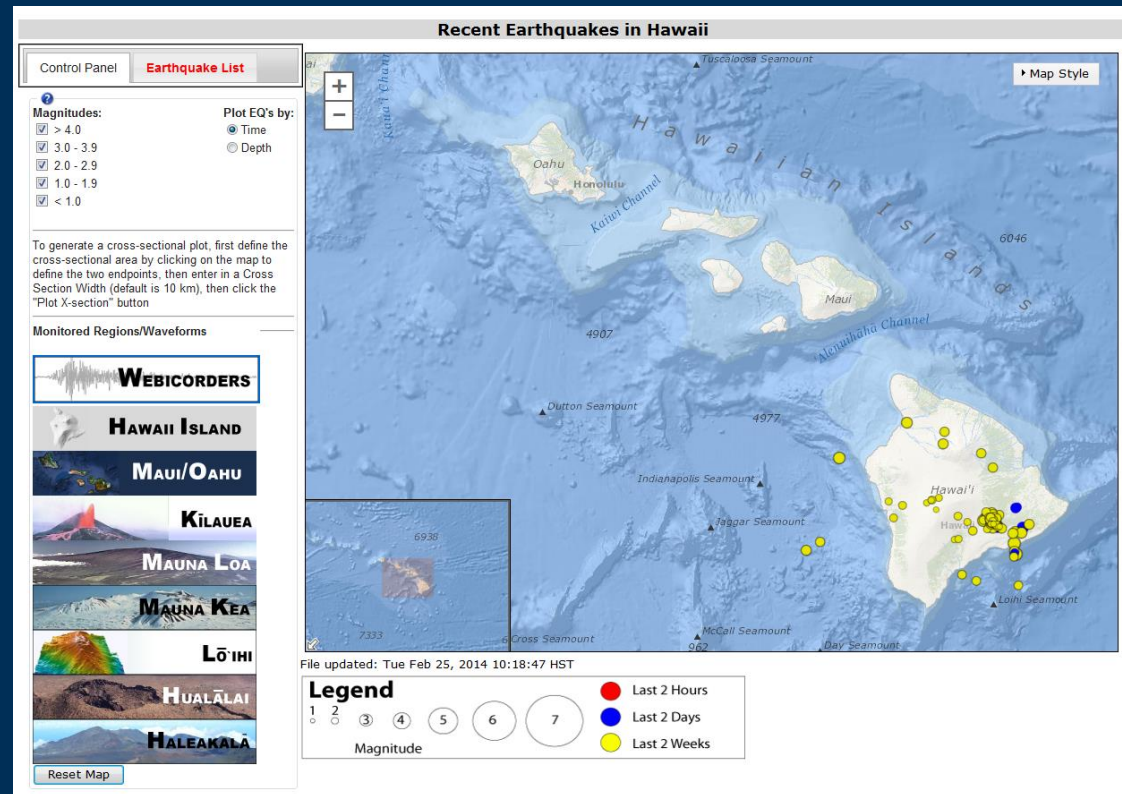 Recent Earthquakes in Hawaii
Control Panel
Earthquake List
Magnitudes:
Plot EQ's by:
> 4.0
Time
3.0 - 3.9
Depth
2.0 - 2.9
1.0 - 1.9
< 1.0
To generate a cross-sectional plot, first define the
cross-sectional area by clicking on the map to
define the two endpoints, then enter in a Cross
Section Width (default is 10 km), then click the
"Plot X-section" button
Monitored Regions/Waveforms
WEBICORDERS
HAWAII ISLAND
MAUI/OAHU
KĪLAUEA
MAUNA LOA
MAUNA KEA
LŌ`IHI
HUALĀLAI
HALEAKALĀ
Reset Map
+
−
Map Style
Tuscaloosa Seamount
Hawaiian Islands
Oahu
Honolulu
Kaiwi Channel
6046
Maui
4907
Alenuihāhā Channel
Dutton Seamount
4977
Indianapolis Seamount
Hawai'i
Jaggar Seamount
6938
7333
Cross Seamount
McCall Seamount
962
Day Seamount
Loihi Seamount
File updated: Tue Feb 25, 2014 10:18:47 HST
Legend
1 2 3 4 5 6 7
Magnitude
Last 2 Hours
Last 2 Days
Last 2 Weeks